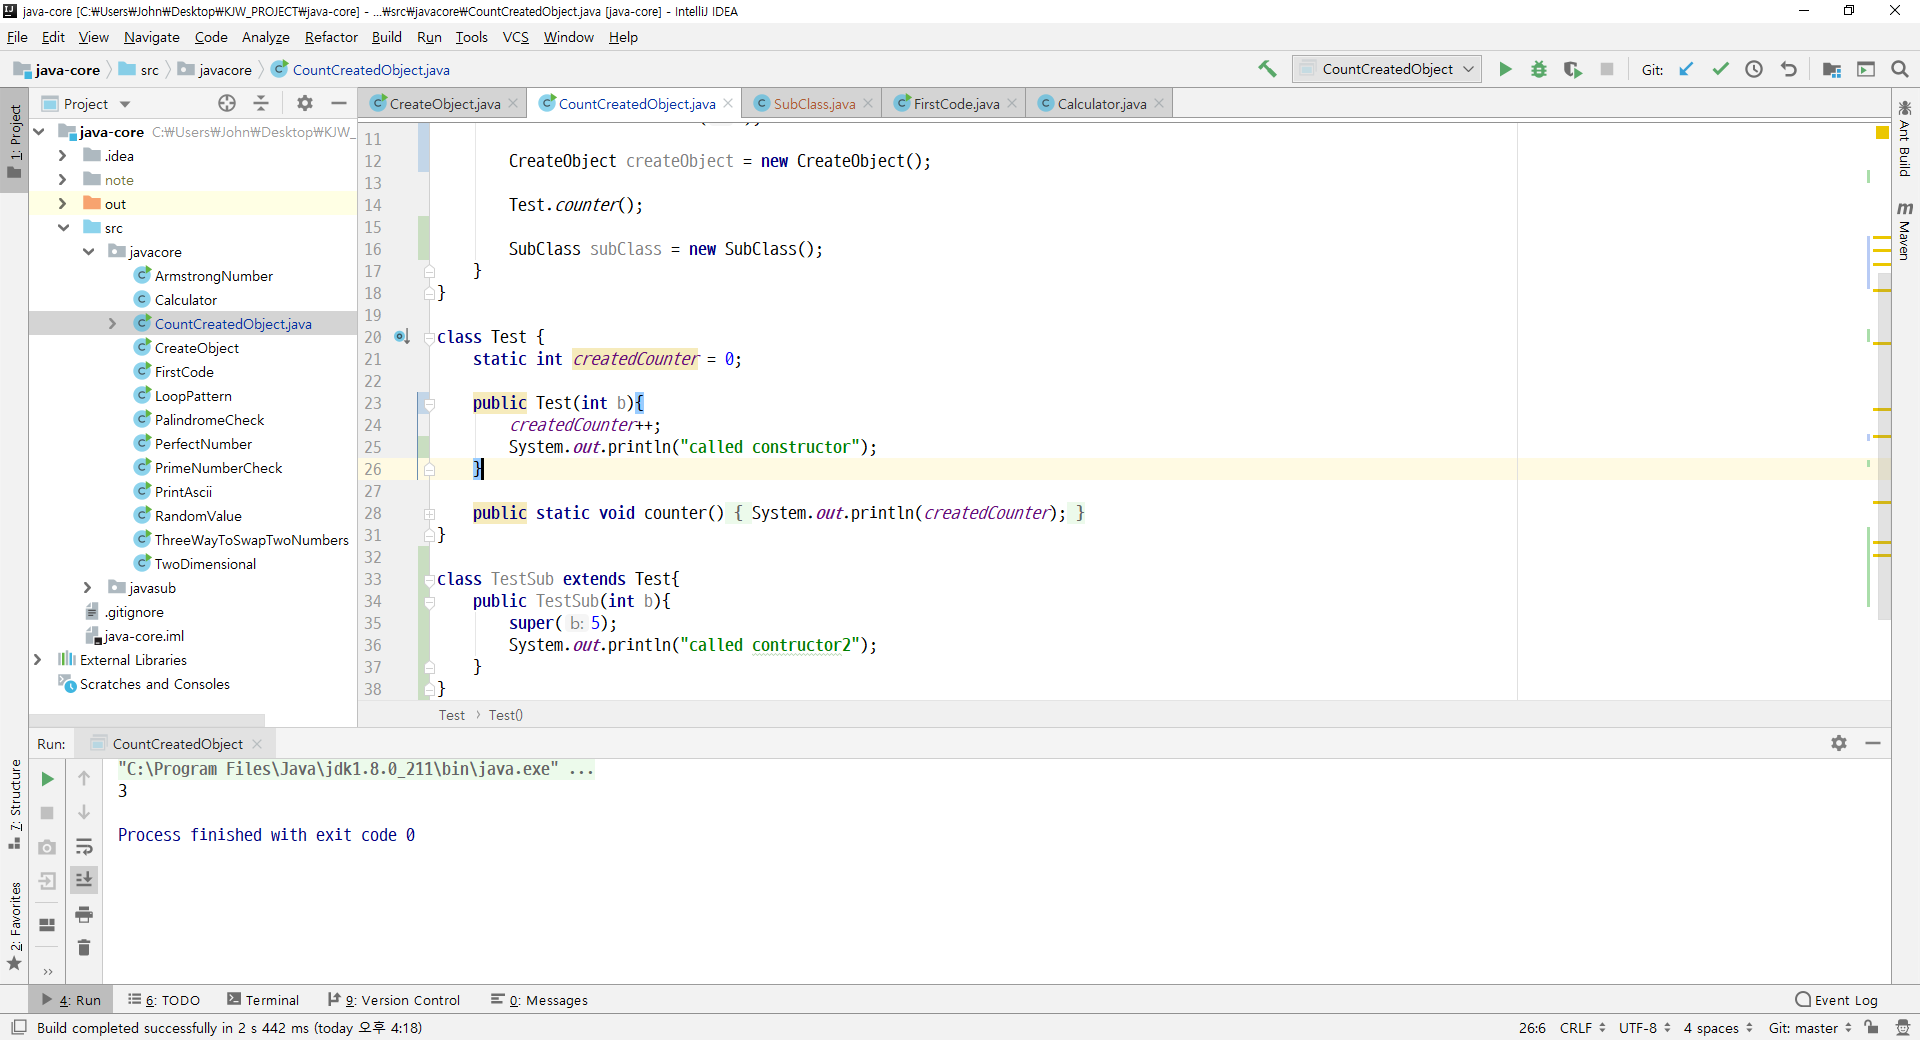 java-core [C:\Users\John\Desktop\KJW_PROJECT\java-core] - ...\src\javacore\CountCreatedObject.java [java-core] - IntelliJ IDEA
File Edit View Navigate Code Analyze Refactor Build Run Tools VCS Window Help
java-core src javacore CountCreatedObject.java CountCreatedObject Git:
Project
CreateObject.java CountCreatedObject.java SubClass.java FirstCode.java Calculator.java
1: Project
java-core C:₩Users₩John₩Desktop₩KJW_
.idea
note
out
src
javacore
ArmstrongNumber
Calculator
CountCreatedObject.java
CreateObject
FirstCode
LoopPattern
PalindromeCheck
PerfectNumber
PrimeNumberCheck
PrintAscii
RandomValue
ThreeWayToSwapTwoNumbers
TwoDimensional
javasub
.gitignore
java-core.iml
External Libraries
Scratches and Consoles
11
12 CreateObject createObject = new CreateObject();
13
14 Test.counter();
15
16 SubClass subClass = new SubClass();
17 }
18 }
19
20 class Test {
21 static int createdCounter = 0;
22
23 public Test(int b){
24 createdCounter++;
25 System.out.println("called constructor");
26 }
27
28 public static void counter() { System.out.println(createdCounter); }
31 }
32
33 class TestSub extends Test{
34 public TestSub(int b){
35 super( b: 5);
36 System.out.println("called contructor2");
37 }
38 }
Test › Test()
Ant Build
Maven
Run: CountCreatedObject
"C:\Program Files\Java\jdk1.8.0_211\bin\java.exe" ...
3
Process finished with exit code 0
7: Structure
2: Favorites
4: Run 6: TODO Terminal 9: Version Control 0: Messages Event Log
Build completed successfully in 2 s 442 ms (today 오후 4:18) 26:6 CRLF UTF-8 4 spaces Git: master